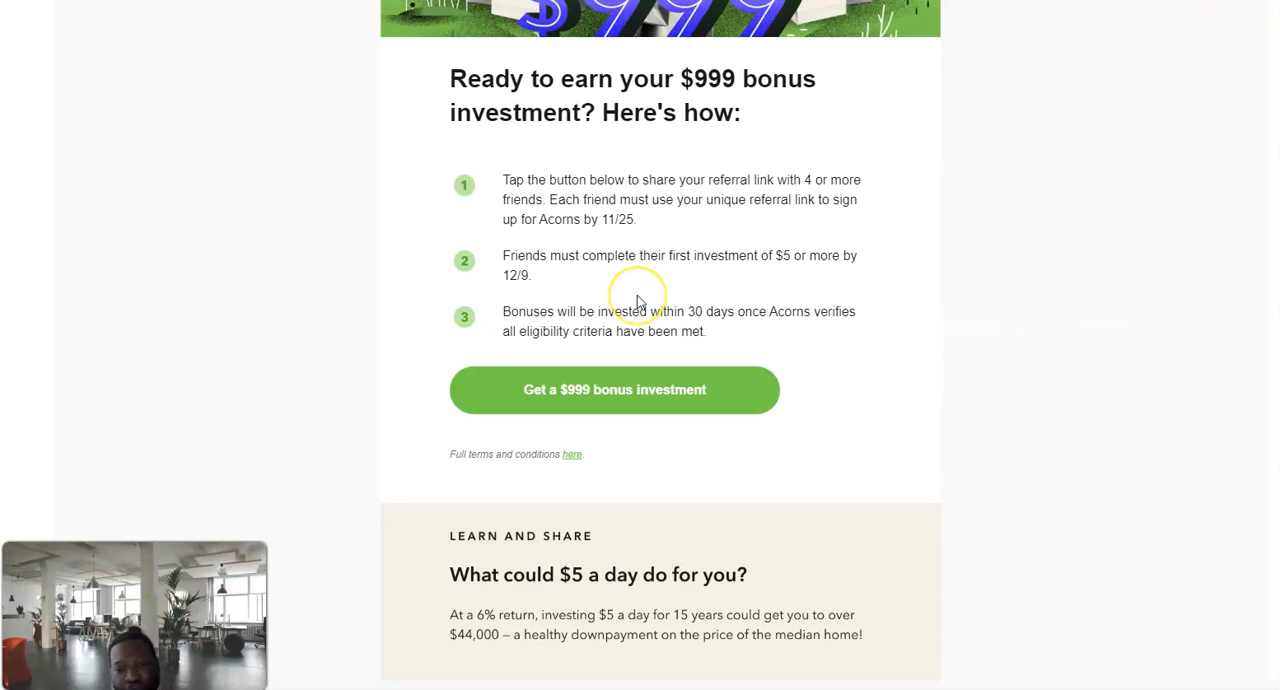 $999
Ready to earn your $999 bonus
investment? Here's how:
1
Tap the button below to share your referral link with 4 or more
friends. Each friend must use your unique referral link to sign
up for Acorns by 11/25.
2
Friends must complete their first investment of $5 or more by
12/9.
3
Bonuses will be invested within 30 days once Acorns verifies
all eligibility criteria have been met.
Get a $999 bonus investment
Full terms and conditions here.
LEARN AND SHARE
What could $5 a day do for you?
At a 6% return, investing $5 a day for 15 years could get you to over
$44,000 – a healthy downpayment on the price of the median home!